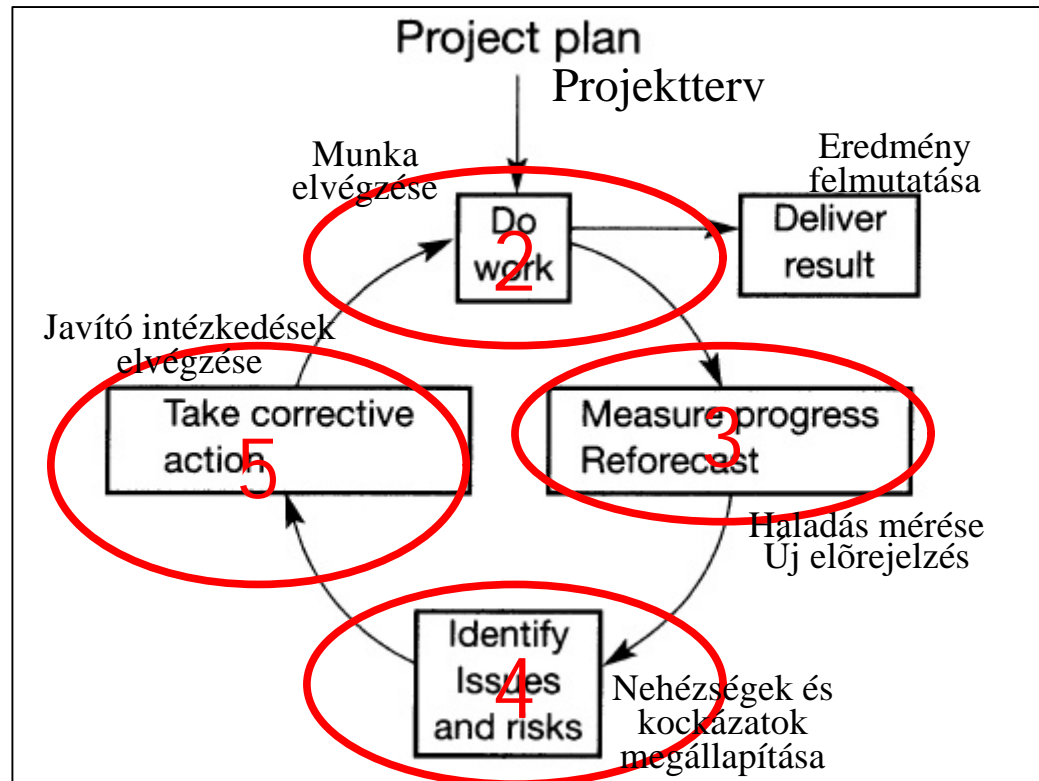 Project plan
Projektterv
Munka
elvégzése
Eredmény
felmutatása
Do
work
2
Deliver
result
Javító intézkedések
elvégzése
Take corrective
action
5
Measure progress
Reforecast
3
Haladás mérése
Új elõrejelzés
Identify
Issues
and risks
4
Nehézségek és
kockázatok
megállapítása